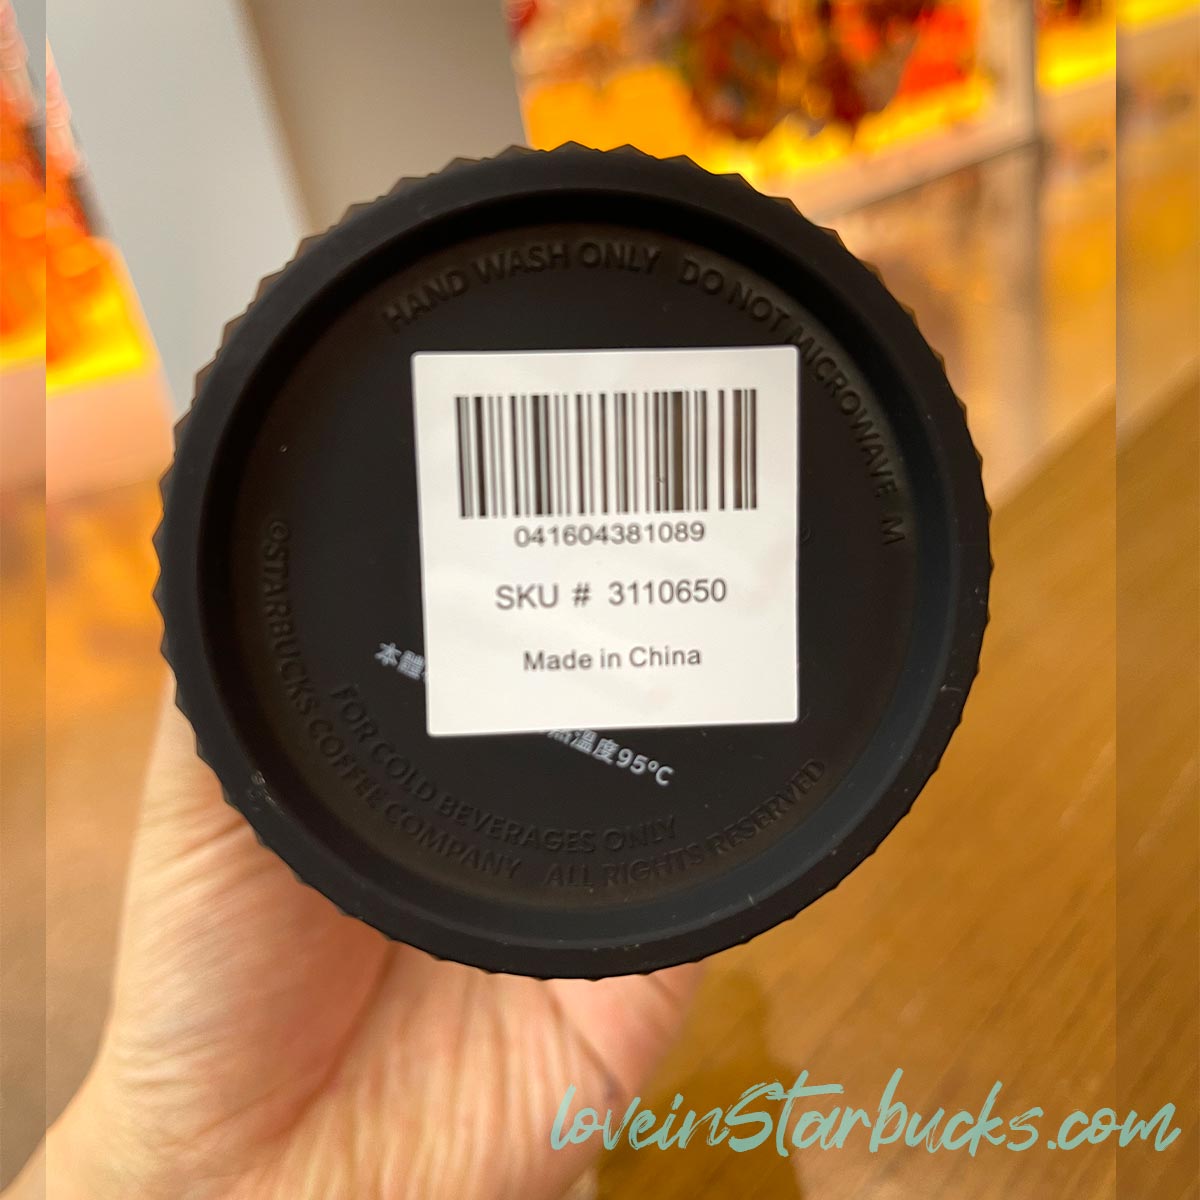 HAND WASH ONLY DO NOT MICROWAVE M
041604381089
SKU # 3110650
Made in China
本體
溫度95°C
FOR COLD BEVERAGES ONLY
©STARBUCKS COFFEE COMPANY ALL RIGHTS RESERVED
loveinStarbucks.com